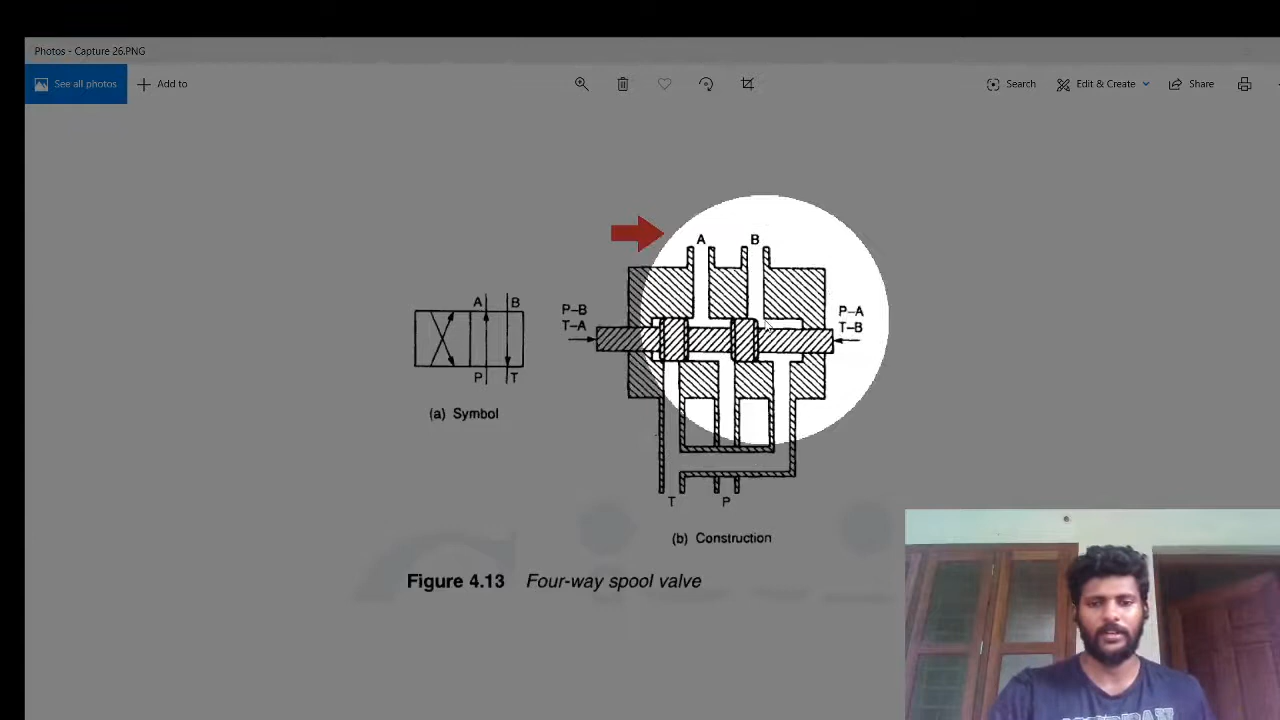 Photos - Capture 26.PNG
See all photos
Add to
Search
Edit & Create
Share
A B
A B
P–B
T–A
P–A
T–B
P T
(a) Symbol
T P
(b) Construction
Figure 4.13 Four-way spool valve